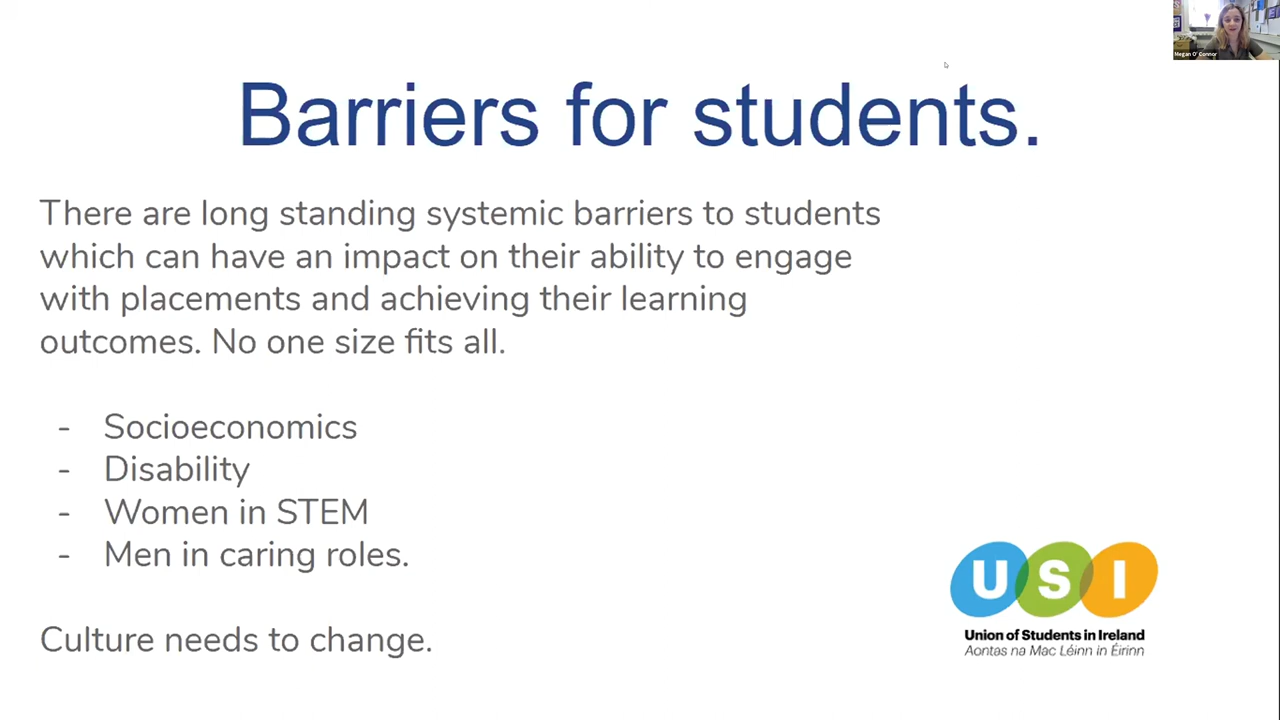 Megan O' Connor
Barriers for students.
There are long standing systemic barriers to students
which can have an impact on their ability to engage
with placements and achieving their learning
outcomes. No one size fits all.
- Socioeconomics
- Disability
- Women in STEM
- Men in caring roles.
Culture needs to change.
USI
Union of Students in Ireland
Aontas na Mac Léinn in Éirinn